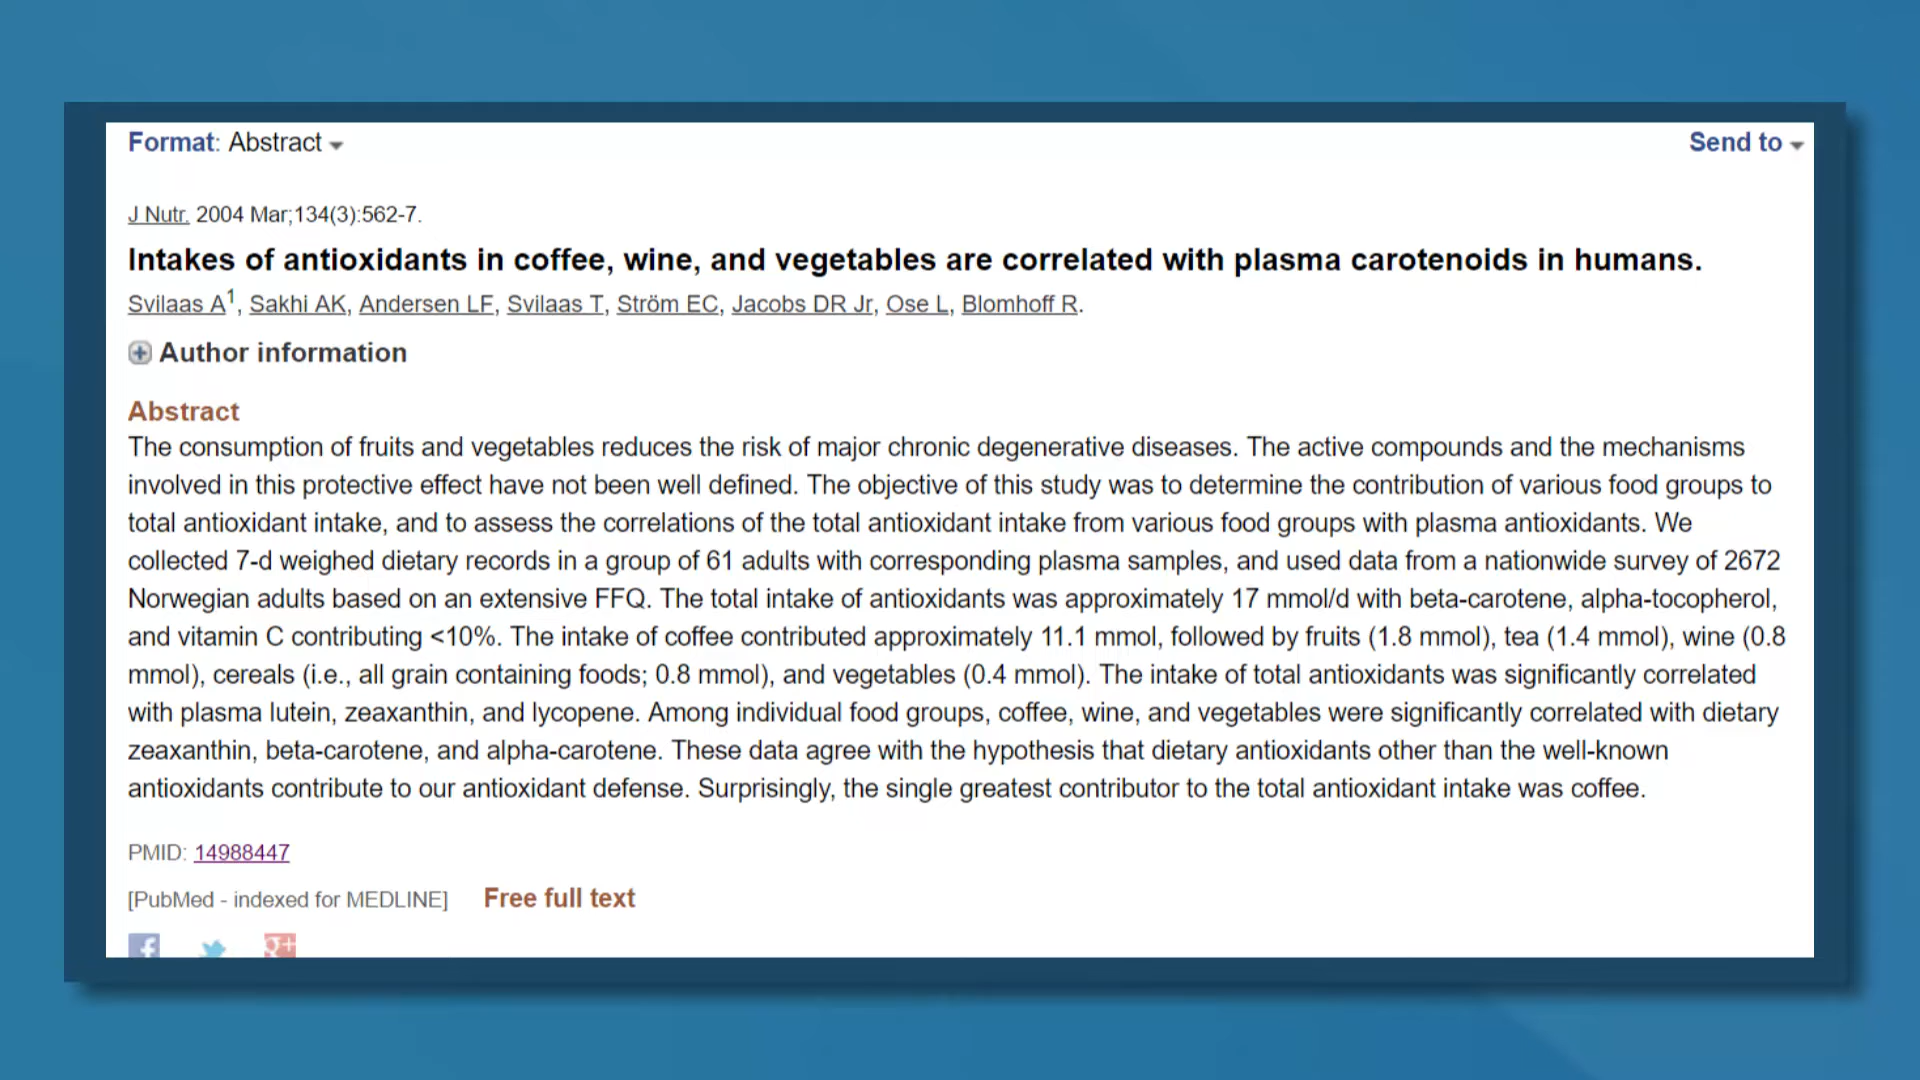 Format: Abstract
Send to
J Nutr. 2004 Mar;134(3):562-7.
Intakes of antioxidants in coffee, wine, and vegetables are correlated with plasma carotenoids in humans.
Svilaas A1, Sakhi AK, Andersen LF, Svilaas T, Ström EC, Jacobs DR Jr, Ose L, Blomhoff R.
Author information
Abstract
The consumption of fruits and vegetables reduces the risk of major chronic degenerative diseases. The active compounds and the mechanisms
involved in this protective effect have not been well defined. The objective of this study was to determine the contribution of various food groups to
total antioxidant intake, and to assess the correlations of the total antioxidant intake from various food groups with plasma antioxidants. We
collected 7-d weighed dietary records in a group of 61 adults with corresponding plasma samples, and used data from a nationwide survey of 2672
Norwegian adults based on an extensive FFQ. The total intake of antioxidants was approximately 17 mmol/d with beta-carotene, alpha-tocopherol,
and vitamin C contributing <10%. The intake of coffee contributed approximately 11.1 mmol, followed by fruits (1.8 mmol), tea (1.4 mmol), wine (0.8
mmol), cereals (i.e., all grain containing foods; 0.8 mmol), and vegetables (0.4 mmol). The intake of total antioxidants was significantly correlated
with plasma lutein, zeaxanthin, and lycopene. Among individual food groups, coffee, wine, and vegetables were significantly correlated with dietary
zeaxanthin, beta-carotene, and alpha-carotene. These data agree with the hypothesis that dietary antioxidants other than the well-known
antioxidants contribute to our antioxidant defense. Surprisingly, the single greatest contributor to the total antioxidant intake was coffee.
PMID: 14988447
[PubMed - indexed for MEDLINE] Free full text
f g+